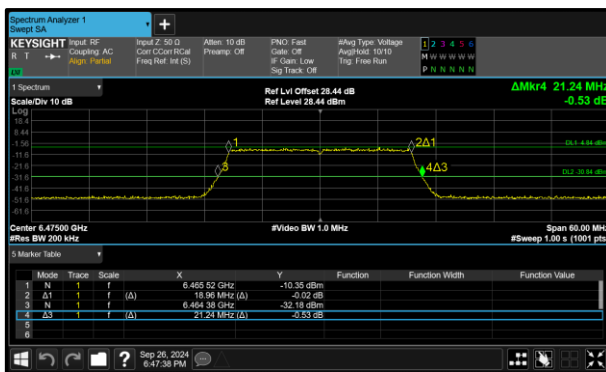 Spectrum Analyzer 1
Swept SA
KEYSIGHT Input: RF Input Z: 50 Ω Atten: 10 dB PNO: Fast #Avg Type: Voltage 1 2 3 4 5 6
R T Coupling: AC Corr CCorr RCal Preamp: Off Gate: Off Avg|Hold: 10/10 M W W W W W
Align: Partial Freq Ref: Int (S) IF Gain: Low Trig: Free Run
Sig Track: Off P N N N N N
1 Spectrum Ref Lvl Offset 28.44 dB ΔMkr4 21.24 MHz
Scale/Div 10 dB Ref Level 28.44 dBm -0.53 dB
Log
18.4
8.44
-1.56 1 2Δ1 DL1 -4.84 dBm
-11.6
-21.6 3 4Δ3
-31.6 DL2 -30.84 dBm
-41.6
-51.6
-61.6
Center 6.47500 GHz #Video BW 1.0 MHz Span 60.00 MHz
#Res BW 200 kHz #Sweep 1.00 s (1001 pts)
5 Marker Table
Mode Trace Scale X Y Function Function Width Function Value
1 N 1 f 6.465 52 GHz -10.35 dBm
2 Δ1 1 f (Δ) 18.96 MHz (Δ) -0.02 dB
3 N 1 f 6.464 38 GHz -32.18 dBm
4 Δ3 1 f (Δ) 21.24 MHz (Δ) -0.53 dB
5
6
? Sep 26, 2024
6:47:38 PM